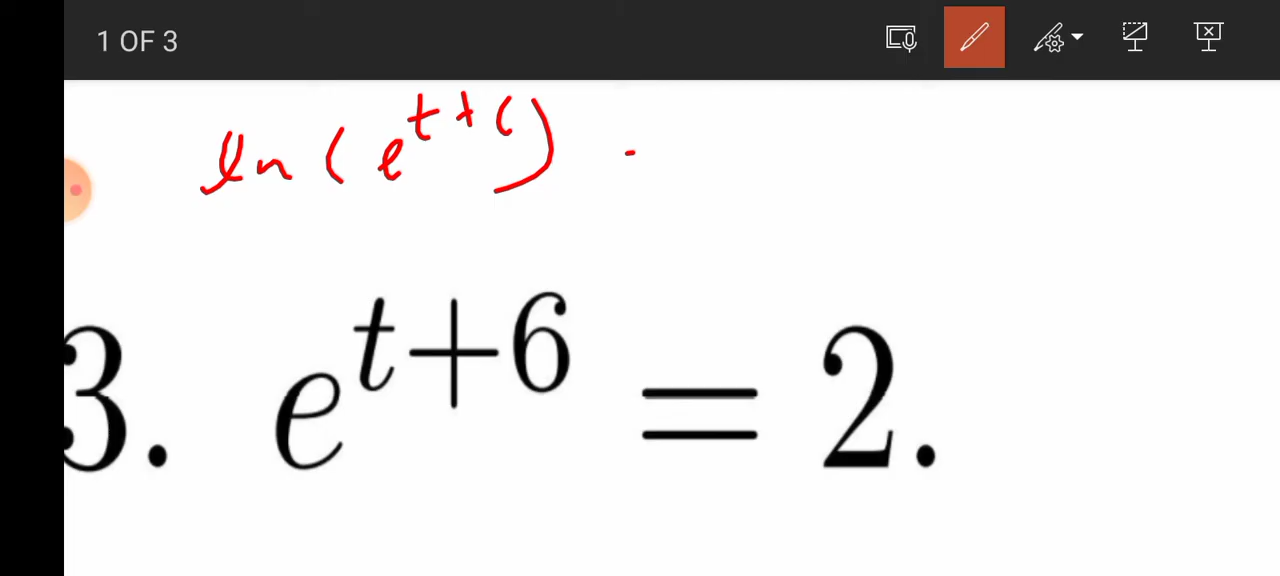 1 OF 3
ln(e^{t+6}) -
3. e^{t+6} = 2.